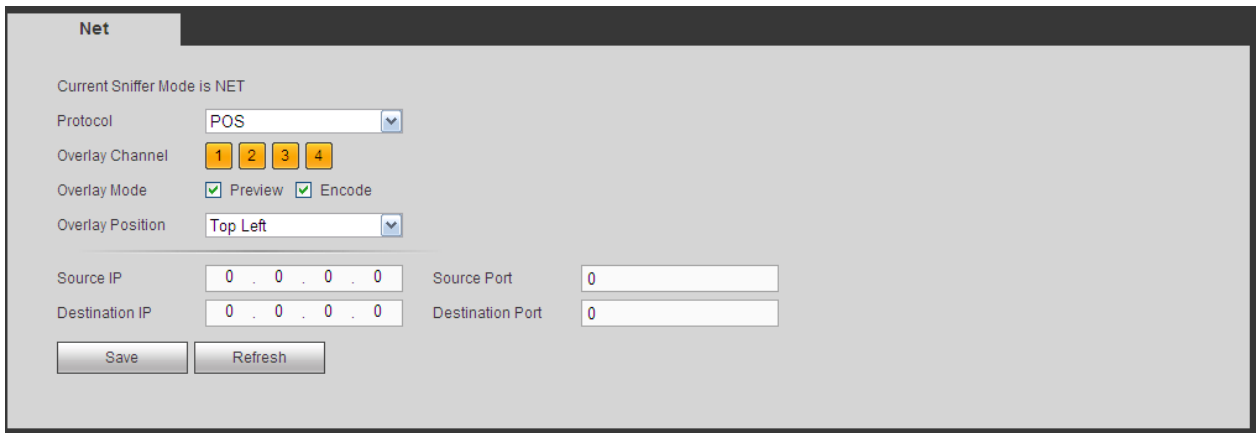 Net
Current Sniffer Mode is NET
Protocol POS
Overlay Channel 1 2 3 4
Overlay Mode Preview Encode
Overlay Position Top Left
Source IP 0 . 0 . 0 . 0 Source Port 0
Destination IP 0 . 0 . 0 . 0 Destination Port 0
Save Refresh